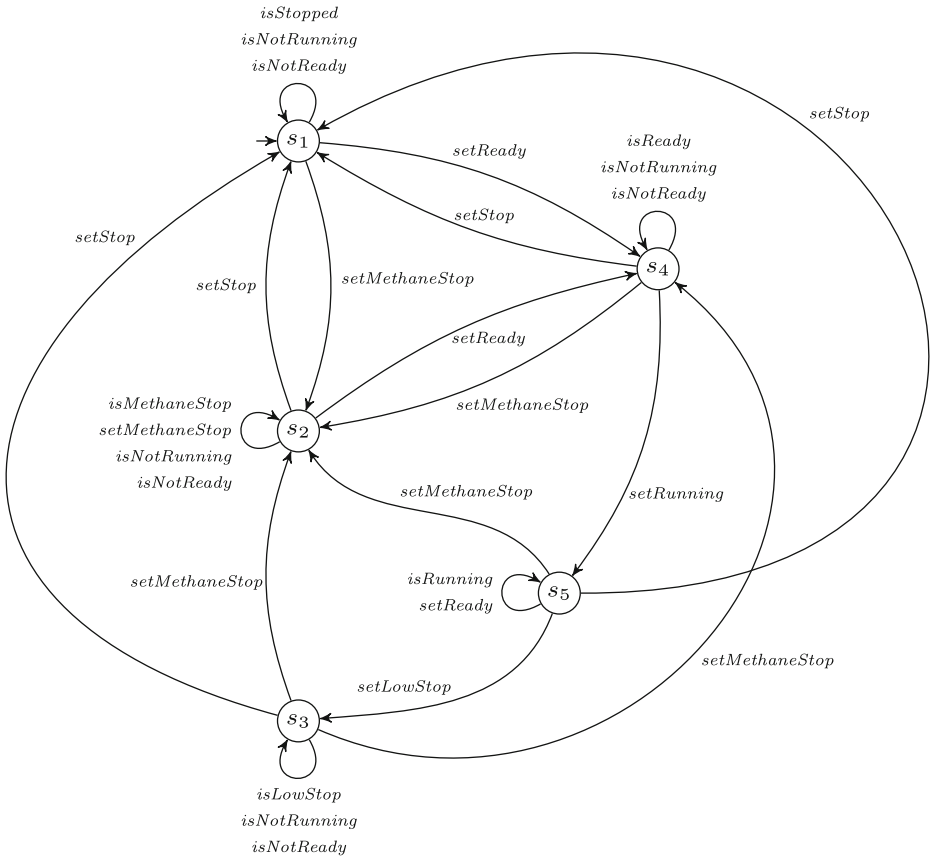 isStopped
isNotRunning
isNotReady
s1
setReady
setStop
isReady
isNotRunning
isNotReady
s4
setStop
setStop
setStop
setMethaneStop
setReady
setMethaneStop
isMethaneStop
setMethaneStop
isNotRunning
isNotReady
s2
setMethaneStop
setRunning
setMethaneStop
isRunning
setReady
s5
setLowStop
setMethaneStop
s3
isLowStop
isNotRunning
isNotReady